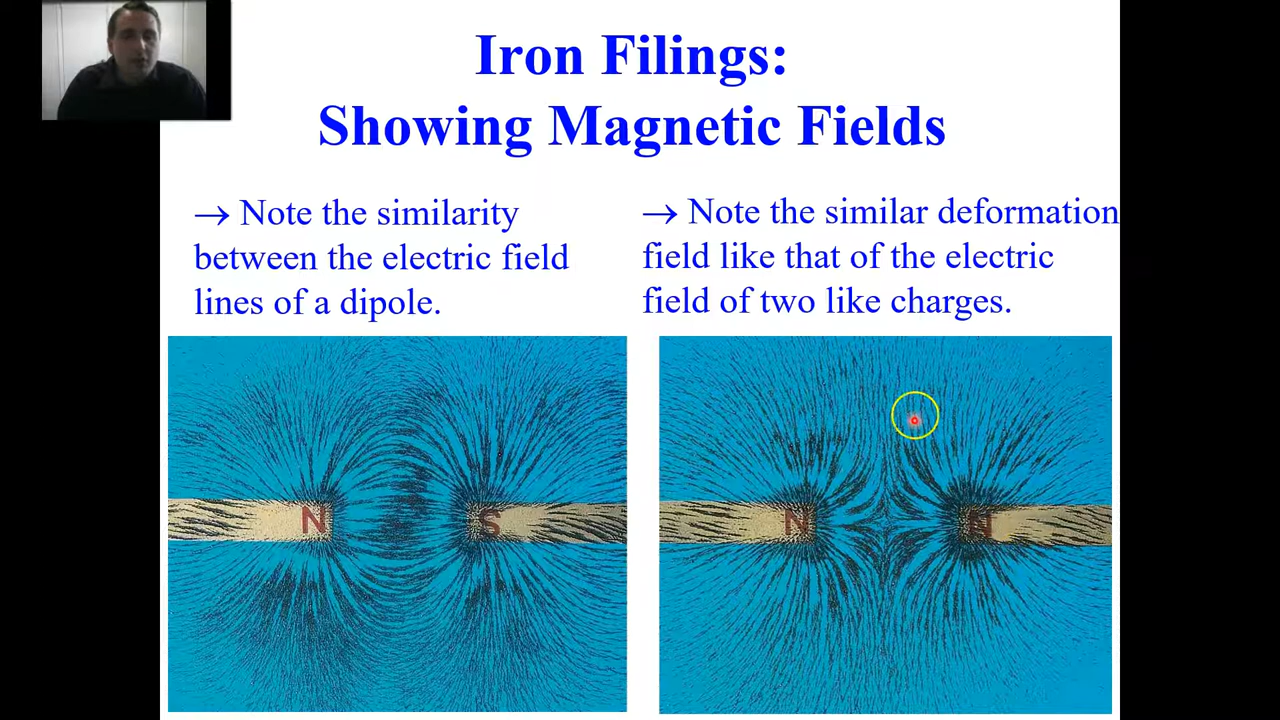 Iron Filings:
Showing Magnetic Fields
→ Note the similarity
between the electric field
lines of a dipole.
→ Note the similar deformation
field like that of the electric
field of two like charges.
N
S
N
N